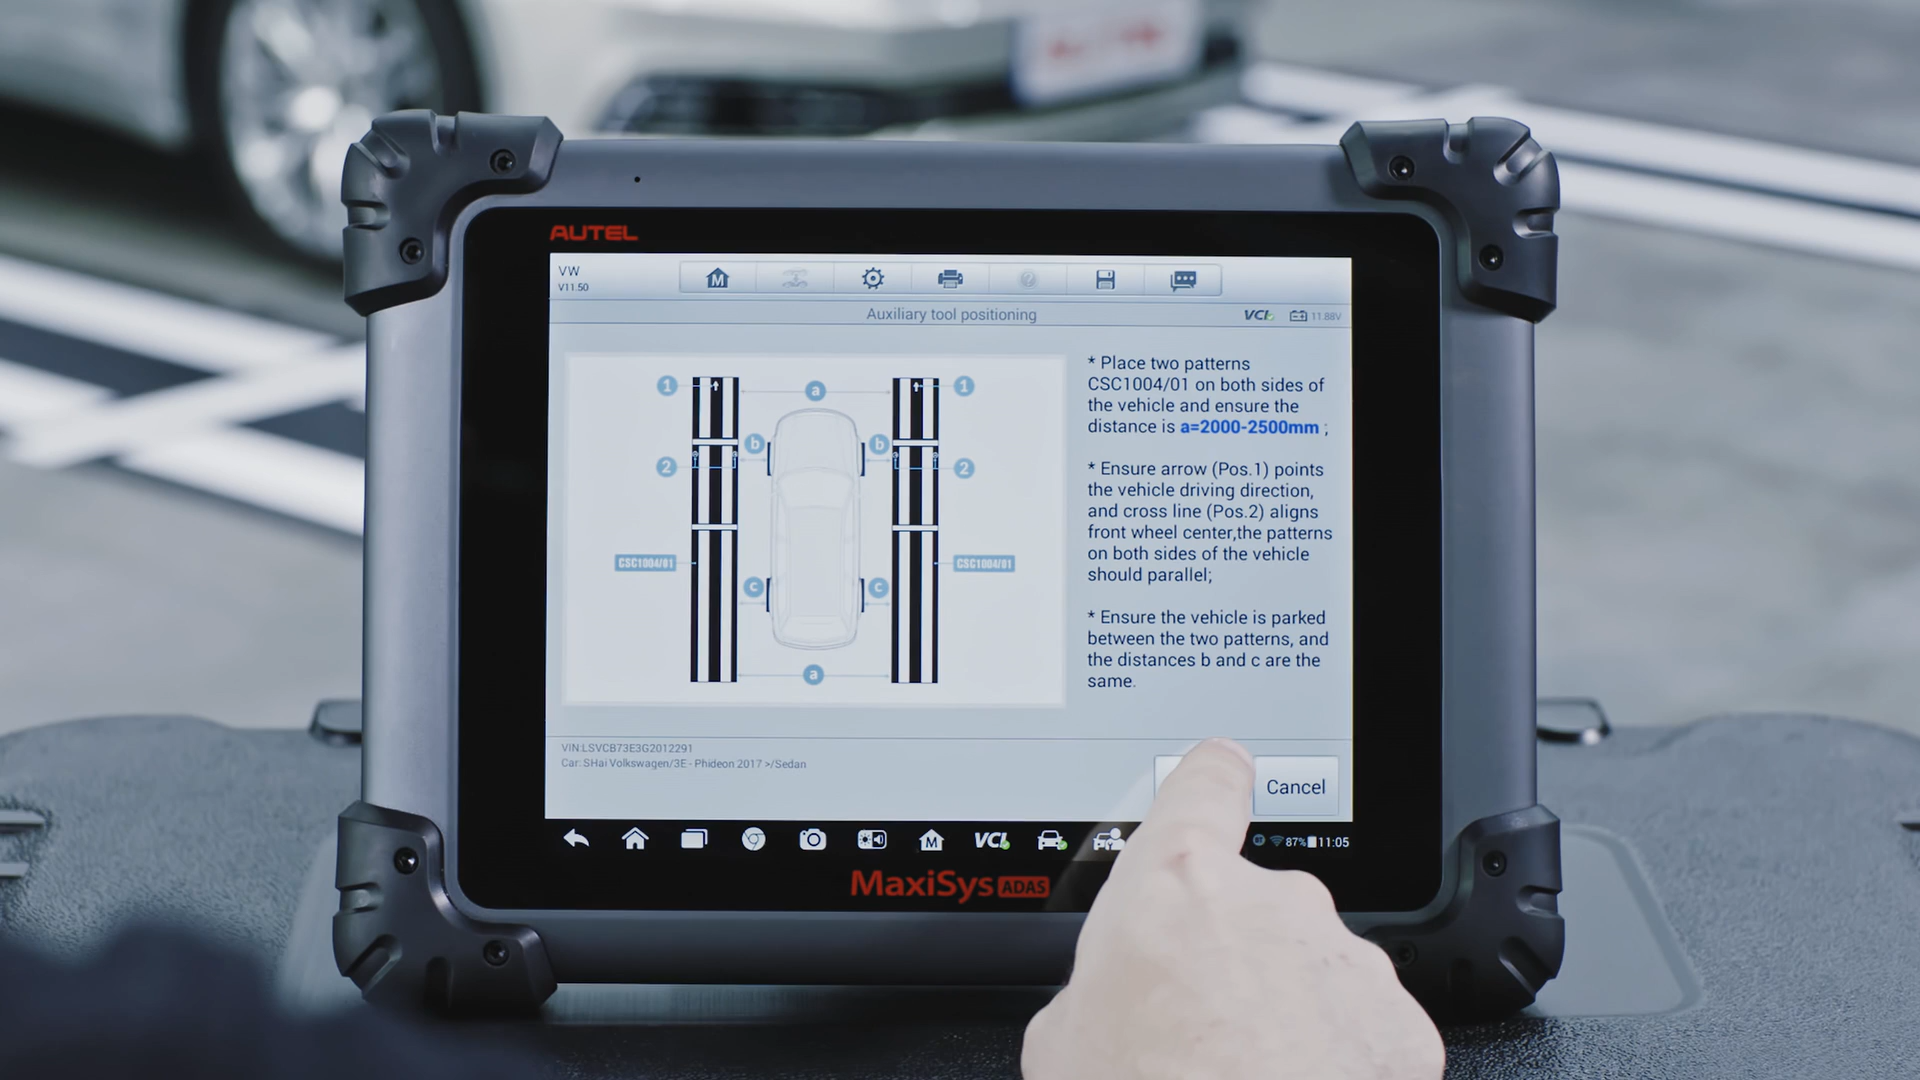 AUTEL
VW
V11.50
M
Auxiliary tool positioning
VCI
11.88V
1
a
1
b
b
2
2
CSC1004/01
CSC1004/01
c
c
a
* Place two patterns
CSC1004/01 on both sides of
the vehicle and ensure the
distance is a=2000-2500mm ;
* Ensure arrow (Pos.1) points
the vehicle driving direction,
and cross line (Pos.2) aligns
front wheel center,the patterns
on both sides of the vehicle
should parallel;
* Ensure the vehicle is parked
between the two patterns, and
the distances b and c are the
same.
VIN:LSVCB73E3G2012291
Car: SHai Volkswagen/3E - Phideon 2017 >/Sedan
Cancel
M
VCI
87%
11:05
MaxiSys ADAS